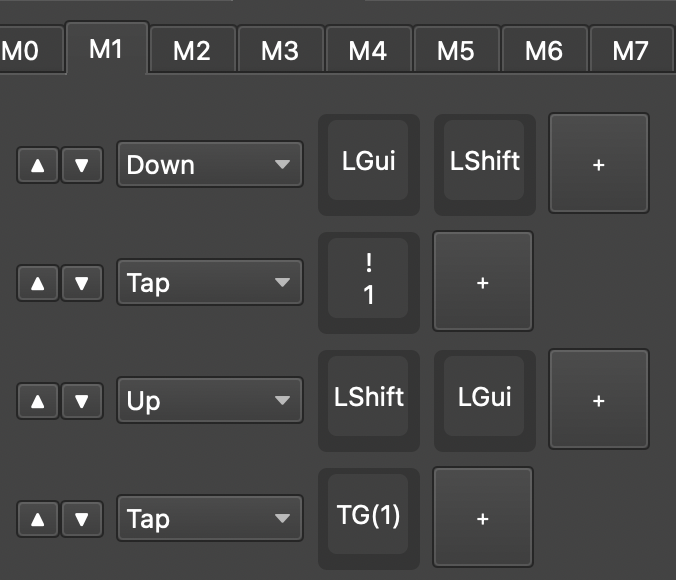 M0 M1 M2 M3 M4 M5 M6 M7
Down LGui LShift +
!
Tap 1 +
Up LShift LGui +
Tap TG(1) +